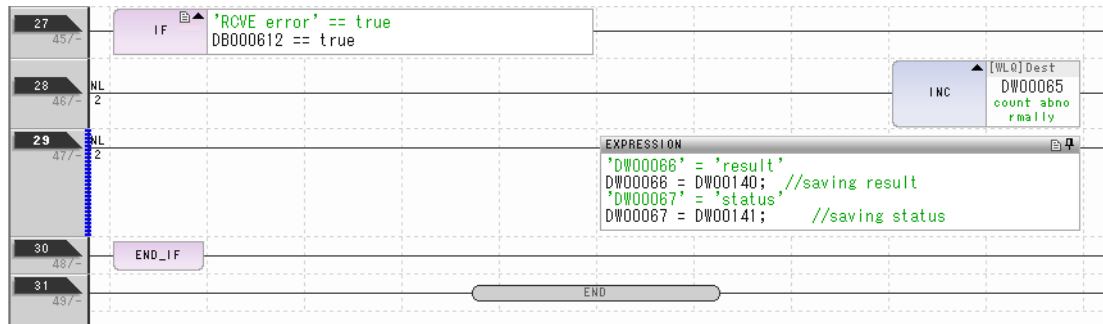 27
45/-
IF
'RCVE error' == true
DB000612 == true
28
46/-
NL
2
INC
[WLQ]Dest
DW00065
count abno
rmally
29
47/-
NL
2
EXPRESSION
'DW00066' = 'result'
DW00066 = DW00140; //saving result
'DW00067' = 'status'
DW00067 = DW00141; //saving status
30
48/-
END_IF
31
49/-
END